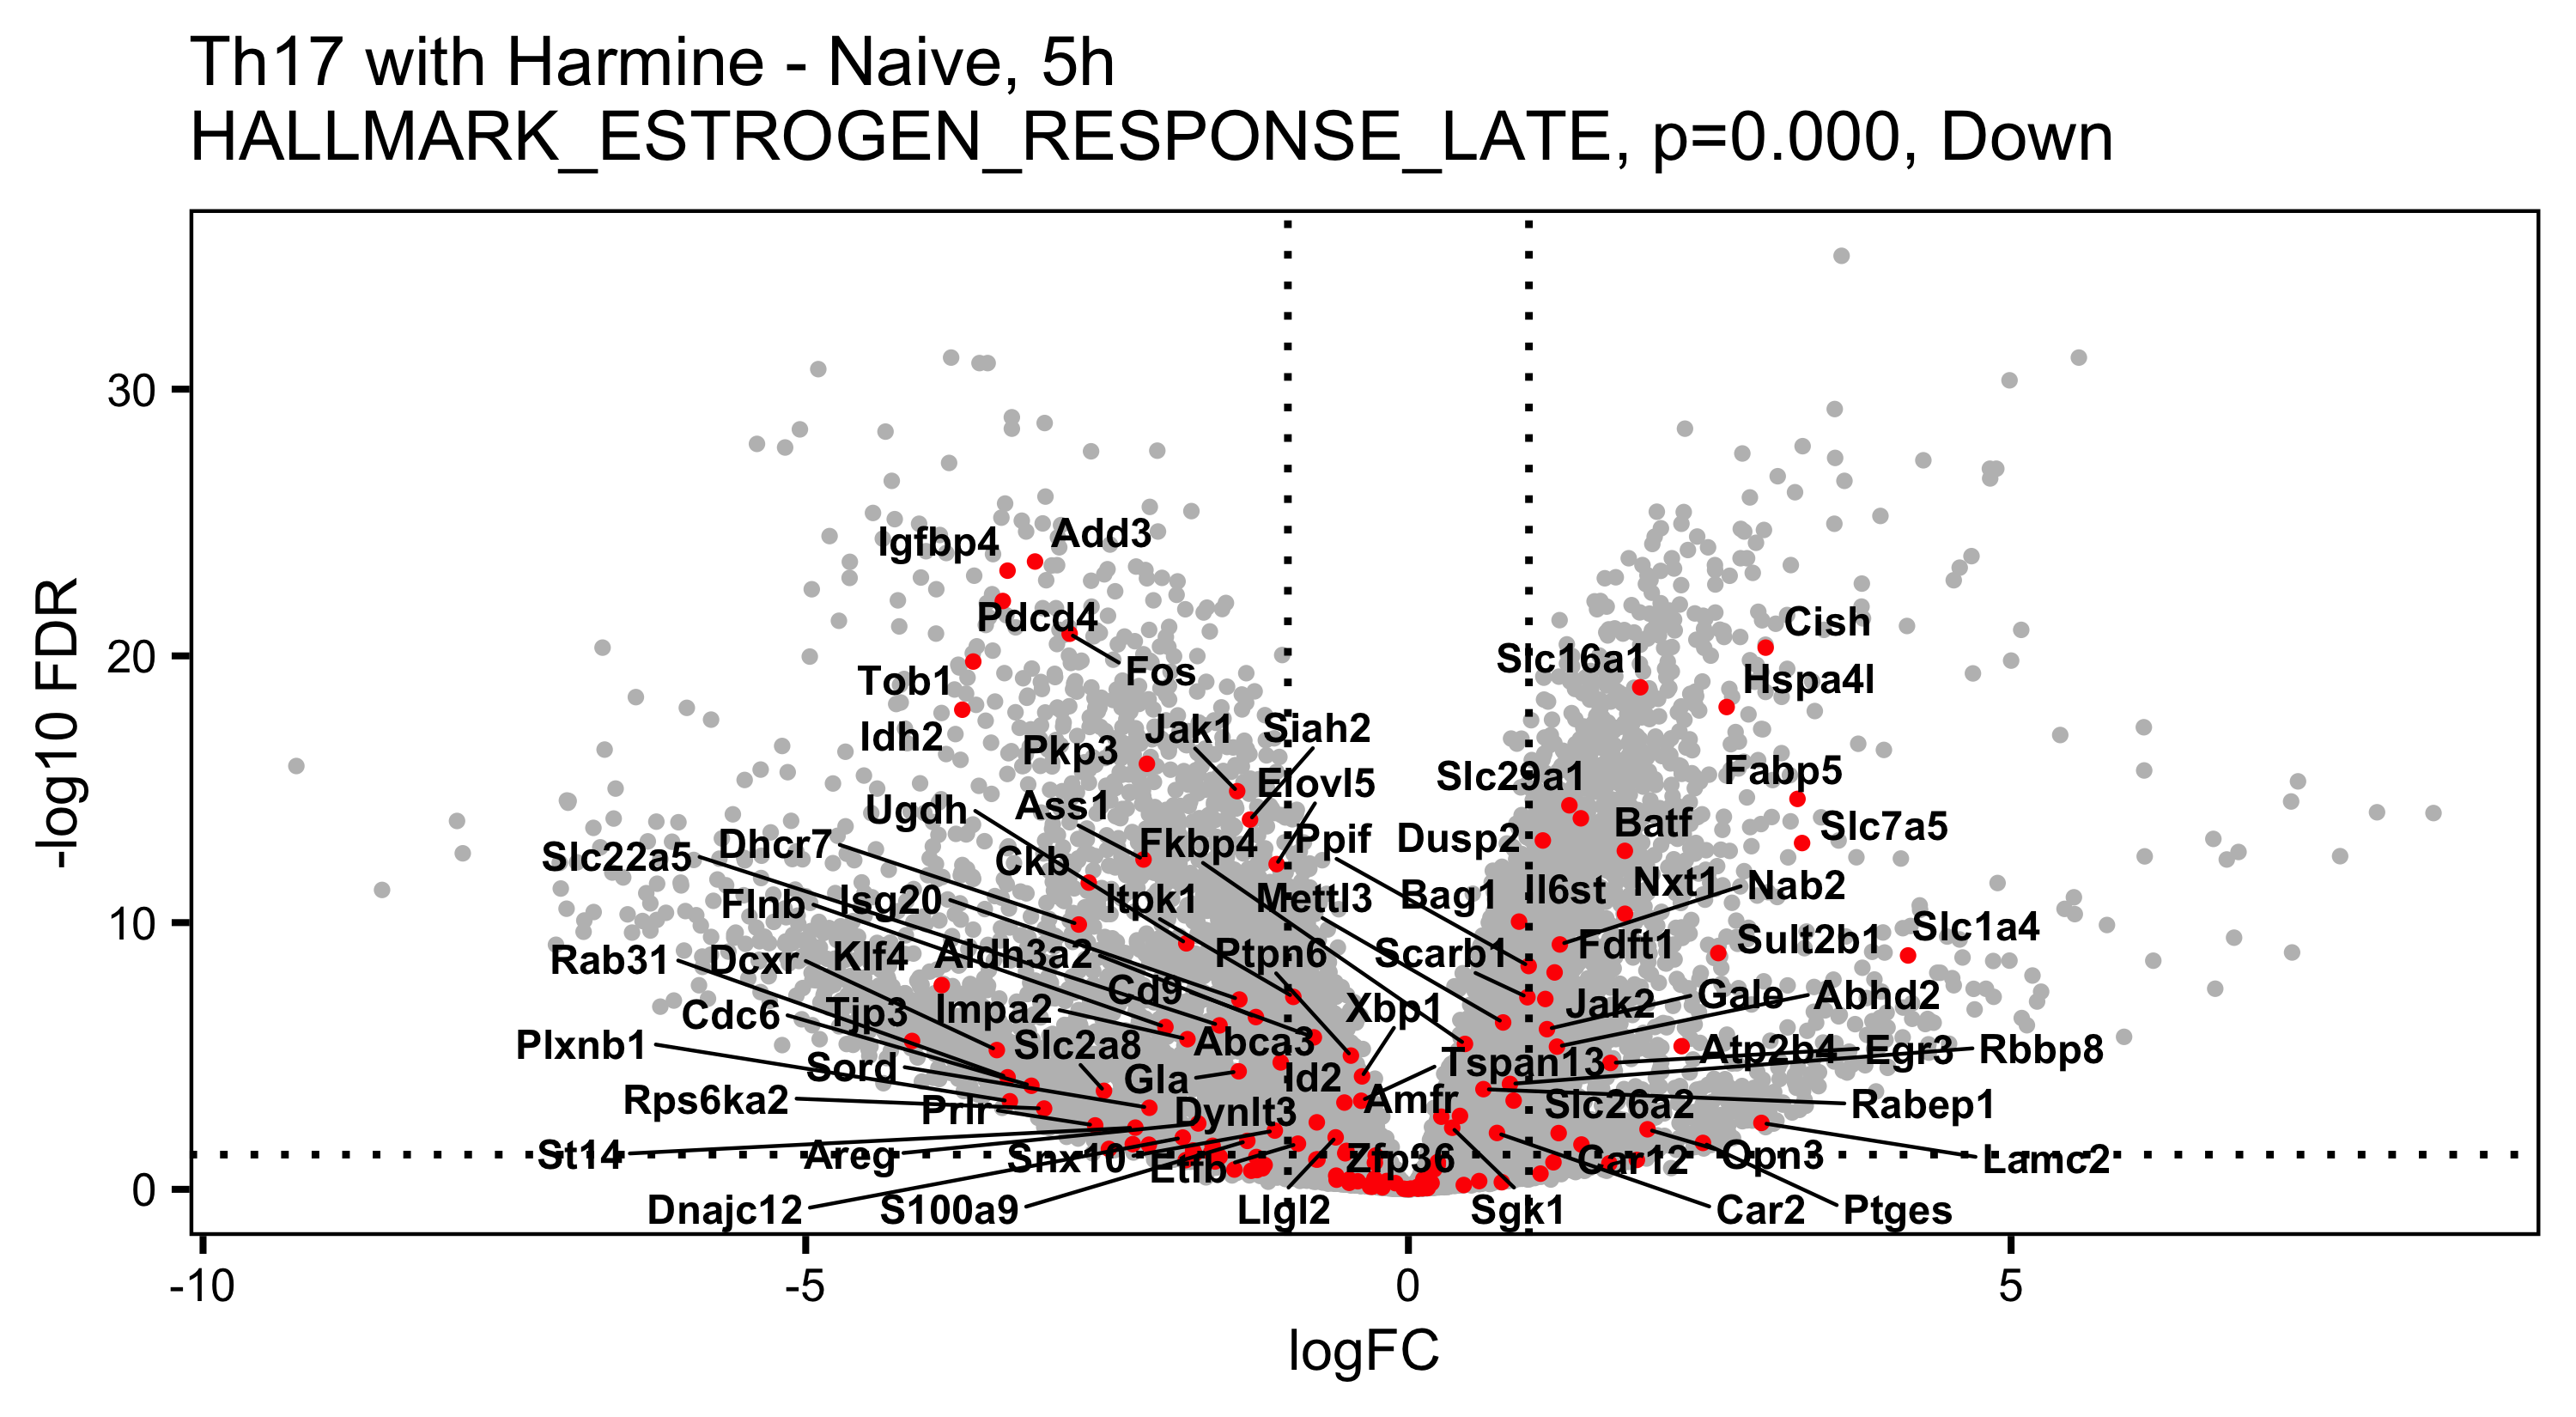 Th17 with Harmine - Naive, 5h
HALLMARK_ESTROGEN_RESPONSE_LATE, p=0.000, Down
-log10 FDR
30
20
10
0
Igfbp4
Add3
Pdcd4
Fos
Tob1
Idh2
Cish
Slc16a1
Hspa4l
Jak1
Siah2
Pkp3
Elovl5
Slc29a1
Fabp5
Ugdh
Ass1
Fkbp4
Ppif
Dusp2
Batf
Slc7a5
Slc22a5
Dhcr7
Ckb
Flnb
Isg20
Itpk1
Mettl3
Bag1
Il6st
Nxt1
Nab2
Rab31
Dcxr
Klf4
Aldh3a2
Ptpn6
Scarb1
Fdft1
Sult2b1
Slc1a4
Cdc6
Tjp3
Impa2
Cd9
Xbp1
Jak2
Gale
Abhd2
Plxnb1
Sord
Slc2a8
Abca3
Gla
Id2
Tspan13
Atp2b4
Egr3
Rbbp8
Rps6ka2
Prlr
Dynlt3
Amfr
Slc26a2
Rabep1
St14
Areg
Snx10
Etfb
Zfp36
Car12
Opn3
Lamc2
Dnajc12
S100a9
Llgl2
Sgk1
Car2
Ptges
-10
-5
0
5
logFC